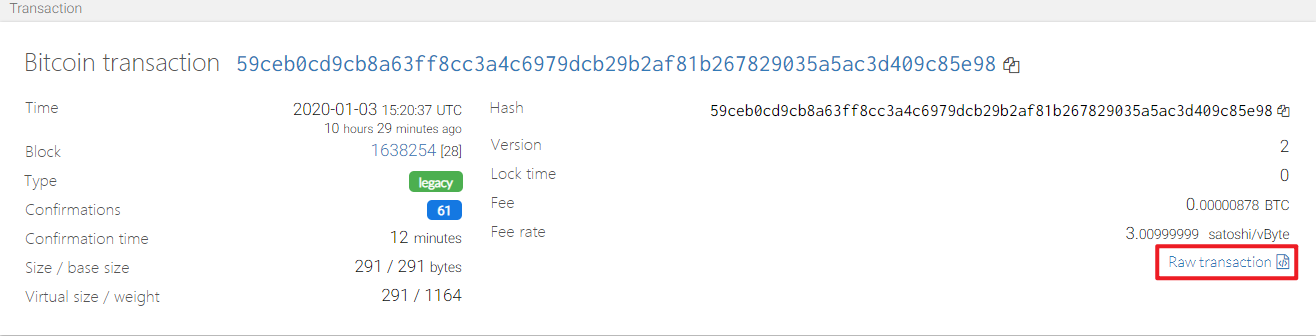 Transaction
Bitcoin transaction 59ceb0cd9cb8a63ff8cc3a4c6979dcb29b2af81b267829035a5ac3d409c85e98
Time 2020-01-03 15:20:37 UTC
10 hours 29 minutes ago
Block 1638254 [28]
Type legacy
Confirmations 61
Confirmation time 12 minutes
Size / base size 291 / 291 bytes
Virtual size / weight 291 / 1164
Hash 59ceb0cd9cb8a63ff8cc3a4c6979dcb29b2af81b267829035a5ac3d409c85e98
Version 2
Lock time 0
Fee 0.00000878 BTC
Fee rate 3.00999999 satoshi/vByte
Raw transaction